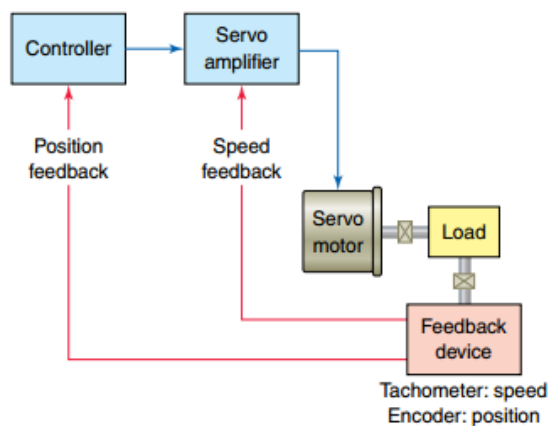 Controller
Servo
amplifier
Position
feedback
Speed
feedback
Servo
motor
Load
Feedback
device
Tachometer: speed
Encoder: position